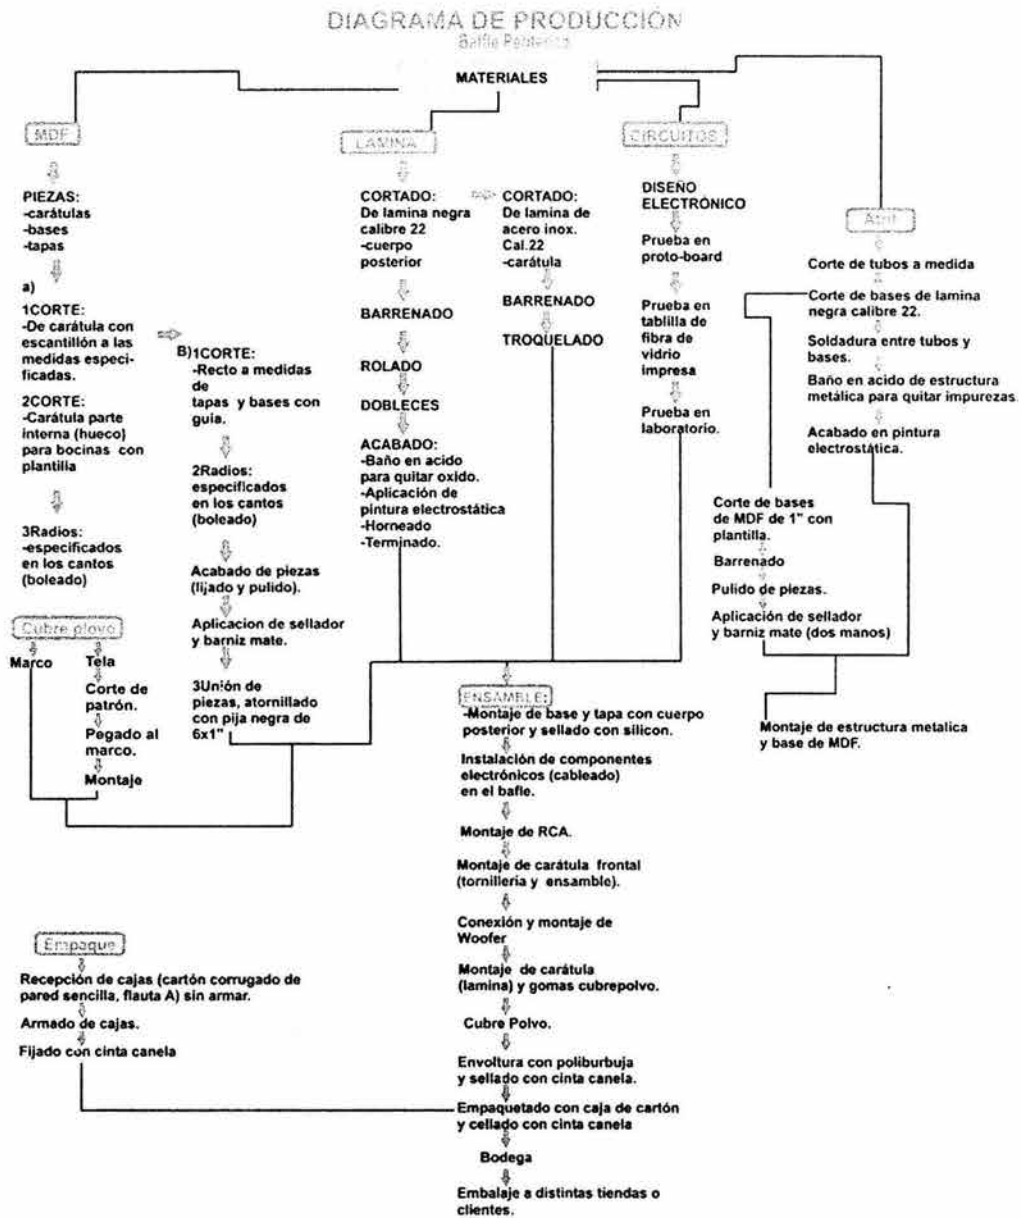 DIAGRAMA DE PRODUCCIÓN
Bafle
MATERIALES
MDF
PIEZAS:
-carátulas
-bases
-tapas
a)
1CORTE:
-De carátula con
escantillón a las
medidas especi-
ficadas.
2CORTE:
-Carátula parte
interna (hueco)
para bocinas con
plantilla
3Radios:
-especificados
en los cantos
(boleado)
B)1CORTE:
-Recto a medidas
de
tapas y bases con
guia.
2Radios:
especificados
en los cantos
(boleado)
Acabado de piezas
(lijado y pulido).
Aplicacion de sellador
y barniz mate.
3Unión de
piezas, atornillado
con pija negra de
6x1"
Cubre plovo
Marco
Tela
Corte de
patrón.
Pegado al
marco.
Montaje
LAMINA
CORTADO:
De lamina negra
calibre 22
-cuerpo
posterior
BARRENADO
ROLADO
DOBLECES
ACABADO:
-Baño en acido
para quitar oxido.
-Aplicación de
pintura electrostática
-Horneado
-Terminado.
CORTADO:
De lamina de
acero inox.
Cal.22
-carátula
BARRENADO
TROQUELADO
CIRCUITOS
DISEÑO
ELECTRÓNICO
Prueba en
proto-board
Prueba en
tablilla de
fibra de
vidrio
impresa
Prueba en
laboratorio.
Atril
Corte de tubos a medida
Corte de bases de lamina
negra calibre 22.
Soldadura entre tubos y
bases.
Baño en acido de estructura
metálica para quitar impurezas.
Acabado en pintura
electrostática.
Corte de bases
de MDF de 1" con
plantilla.
Barrenado
Pulido de piezas.
Aplicación de sellador
y barniz mate (dos manos)
Montaje de estructura metalica
y base de MDF.
ENSAMBLE:
-Montaje de base y tapa con cuerpo
posterior y sellado con silicon.
Instalación de componentes
electrónicos (cableado)
en el bafle.
Montaje de RCA.
Montaje de carátula frontal
(tornillería y ensamble).
Conexión y montaje de
Woofer
Montaje de carátula
(lamina) y gomas cubrepolvo.
Cubre Polvo.
Envoltura con poliburbuja
y sellado con cinta canela.
Empaquetado con caja de cartón
y cellado con cinta canela
Bodega
Embalaje a distintas tiendas o
clientes.
Empaque
Recepción de cajas (cartón corrugado de
pared sencilla, flauta A) sin armar.
Armado de cajas.
Fijado con cinta canela